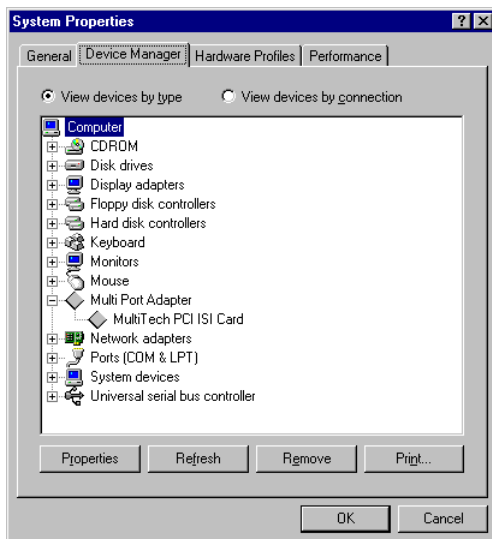 System Properties
General Device Manager Hardware Profiles Performance
View devices by type View devices by connection
Computer
CDROM
Disk drives
Display adapters
Floppy disk controllers
Hard disk controllers
Keyboard
Monitors
Mouse
Multi Port Adapter
MultiTech PCI ISI Card
Network adapters
Ports (COM & LPT)
System devices
Universal serial bus controller
Properties Refresh Remove Print...
OK Cancel